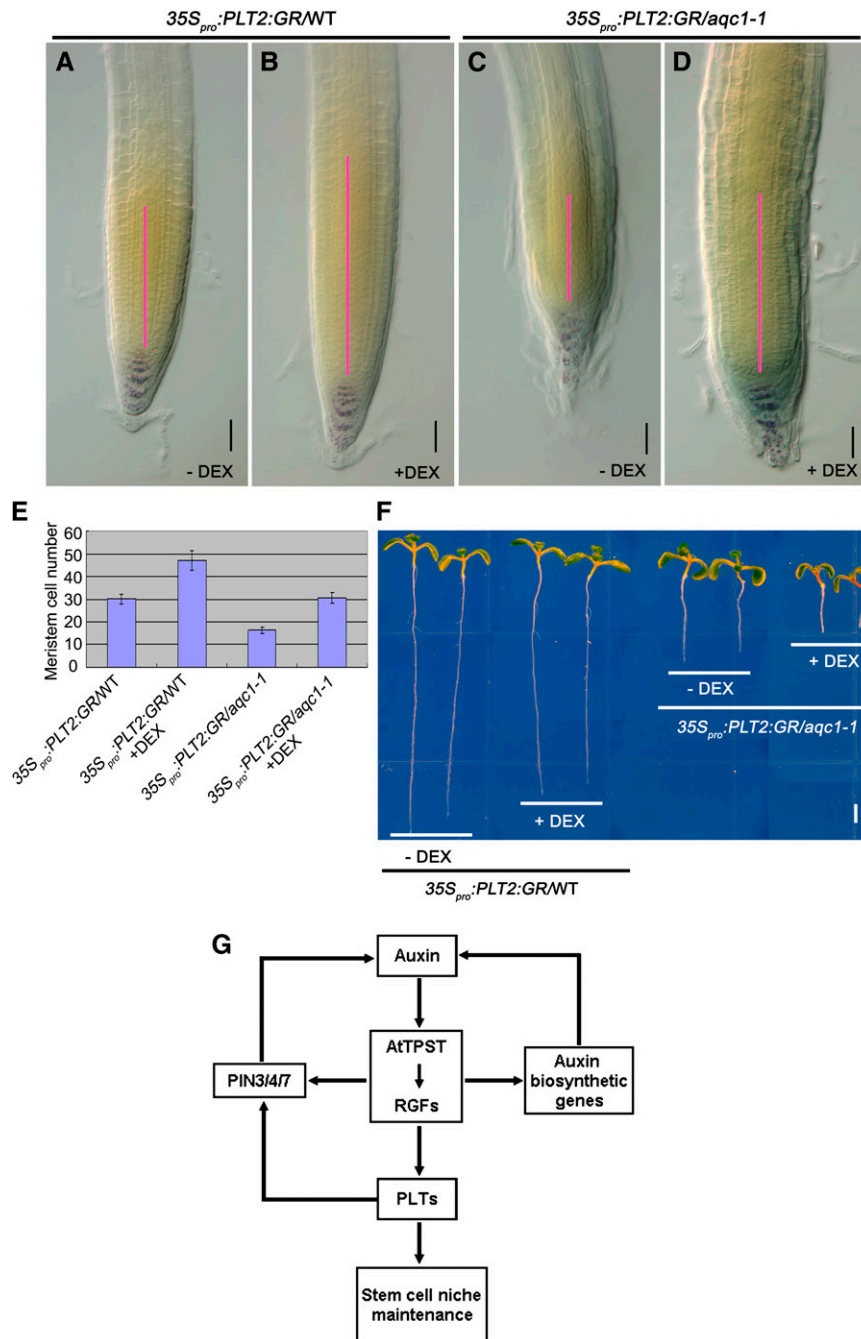 35Spro:PLT2:GR/WT
35Spro:PLT2:GR/aqc1-1
A
B
C
D
- DEX
+DEX
- DEX
+ DEX
E
Meristem cell number
60
50
40
30
20
10
0
35Spro:PLT2:GR/WT
35Spro:PLT2:GR/WT
+DEX
35Spro:PLT2:GR/aqc1-1
35Spro:PLT2:GR/aqc1-1
+DEX
F
- DEX
+ DEX
- DEX
+ DEX
35Spro:PLT2:GR/aqc1-1
35Spro:PLT2:GR/WT
G
Auxin
AtTPST
RGFs
PIN3/4/7
Auxin
biosynthetic
genes
PLTs
Stem cell niche
maintenance